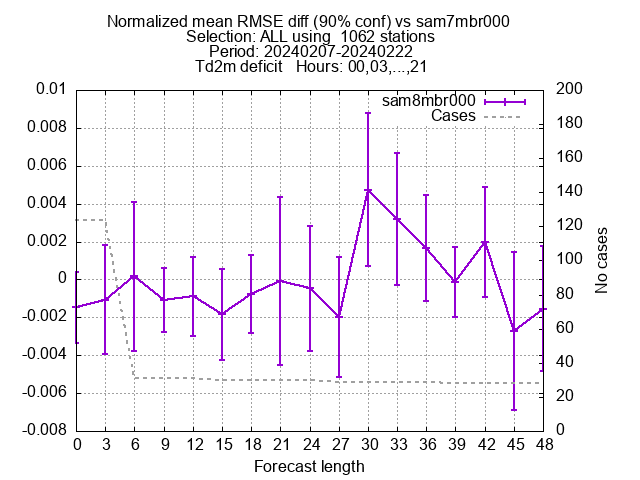 Normalized mean RMSE diff (90% conf) vs sam7mbr000
Selection: ALL using  1062 stations
Period: 20240207-20240222
Td2m deficit   Hours: 00,03,...,21
sam8mbr000
Cases
0.01
0.008
0.006
0.004
0.002
0
-0.002
-0.004
-0.006
-0.008
200
180
160
140
120
100
80
60
40
20
0
No cases
0 3 6 9 12 15 18 21 24 27 30 33 36 39 42 45 48
Forecast length